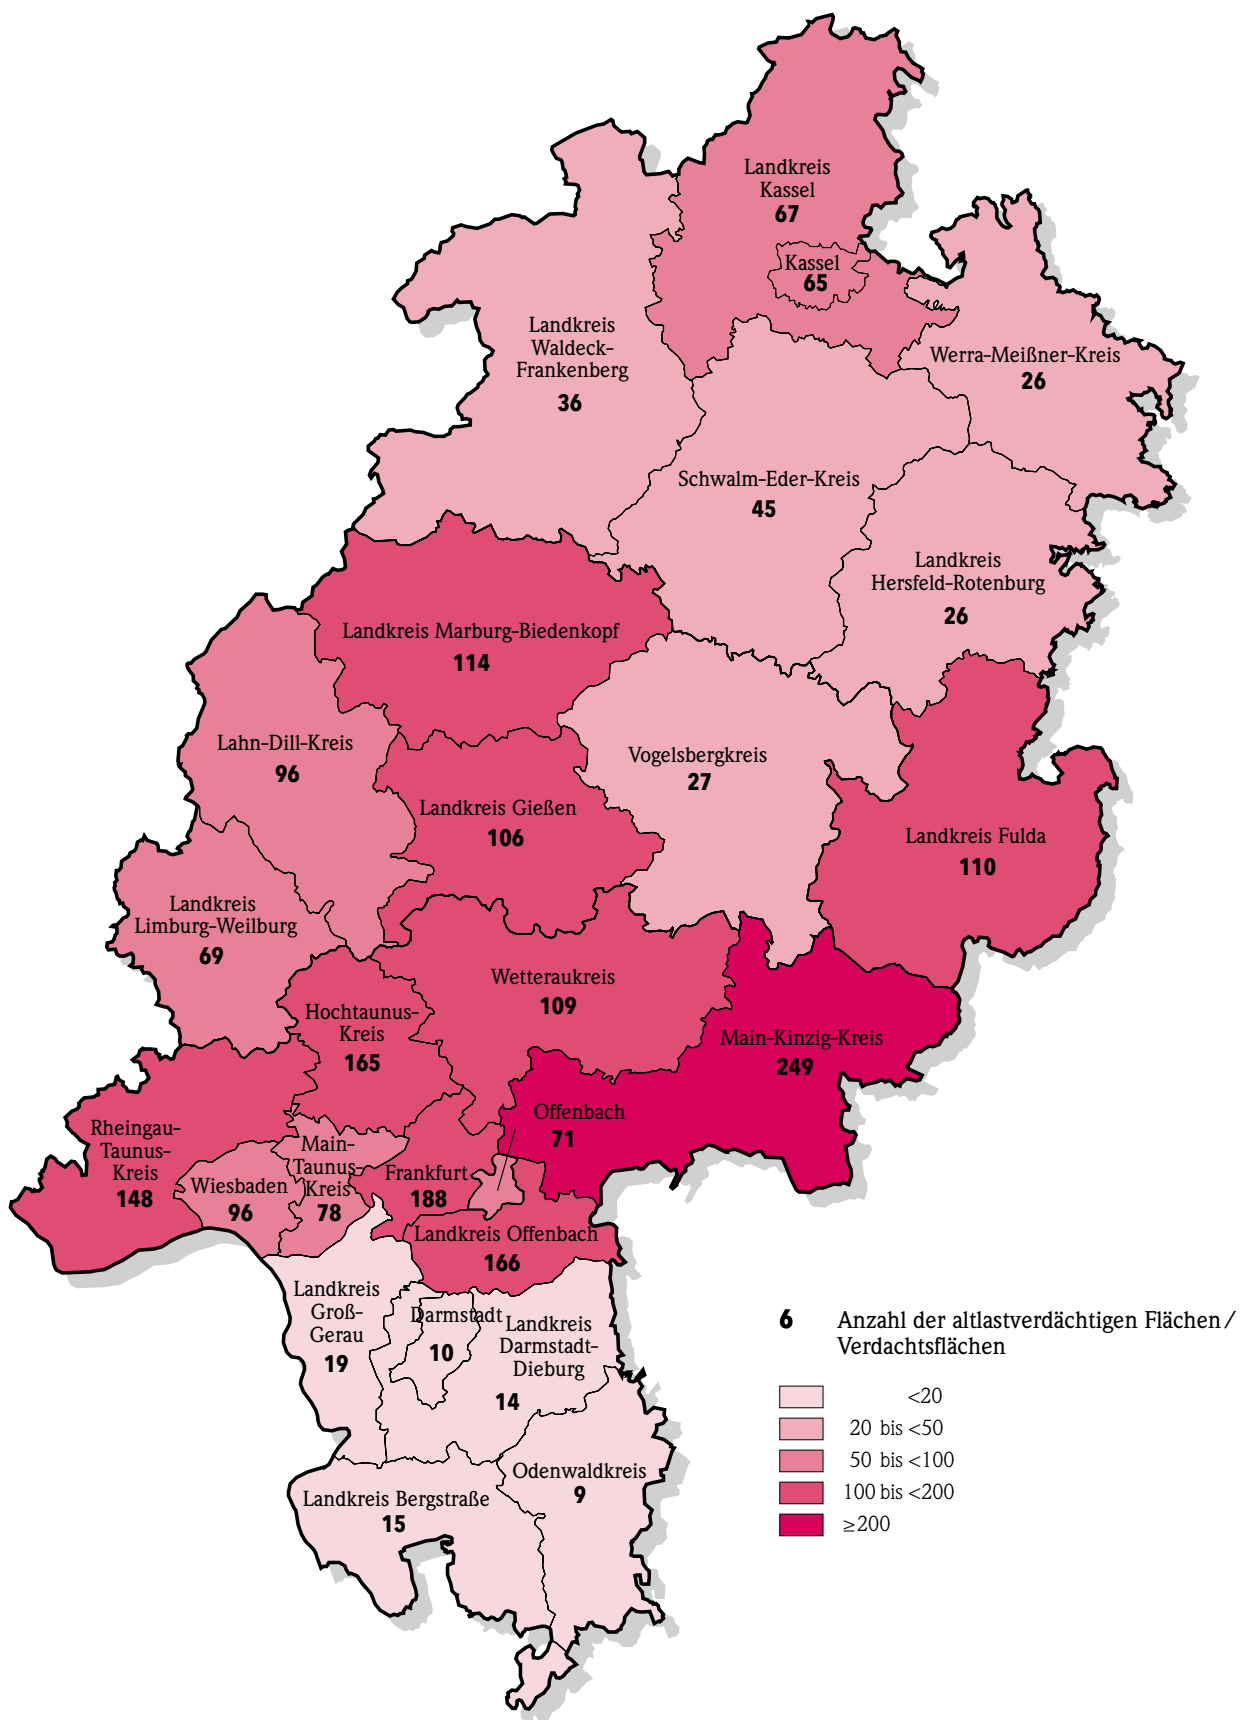 Landkreis
Kassel
67
Kassel
65
Landkreis
Waldeck-
Frankenberg
36
Werra-Meißner-Kreis
26
Schwalm-Eder-Kreis
45
Landkreis
Hersfeld-Rotenburg
26
Landkreis Marburg-Biedenkopf
114
Lahn-Dill-Kreis
96
Vogelsbergkreis
27
Landkreis Gießen
106
Landkreis Fulda
110
Landkreis
Limburg-Weilburg
69
Wetteraukreis
109
Hochtaunus-
Kreis
165
Main-Kinzig-Kreis
249
Offenbach
71
Rheingau-
Taunus-
Kreis
148
Main-
Taunus-
Kreis
78
Wiesbaden
96
Frankfurt
188
Landkreis Offenbach
166
Landkreis
Groß-
Gerau
19
Darmstadt
10
Landkreis
Darmstadt-
Dieburg
14
Odenwaldkreis
9
Landkreis Bergstraße
15
6 Anzahl der altlastverdächtigen Flächen/
Verdachtsflächen
<20
20 bis <50
50 bis <100
100 bis <200
≥200